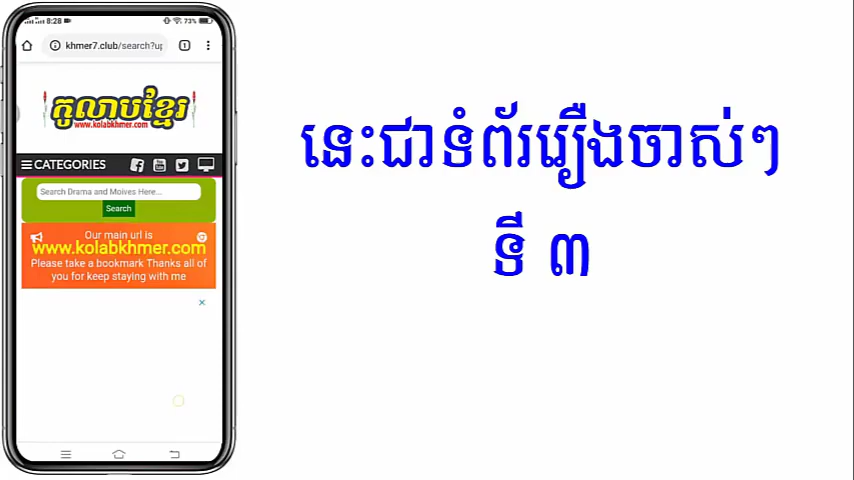 8:28
73%
khmer7.club/search?up
1
កូលាបខ្មែរ
www.kolabkhmer.com
CATEGORIES
Search Drama and Moives Here...
Search
Our main url is
www.kolabkhmer.com
Please take a bookmark Thanks all of
you for keep staying with me
នេះជាទំព័ររឿងចាស់ៗ
ទី ៣